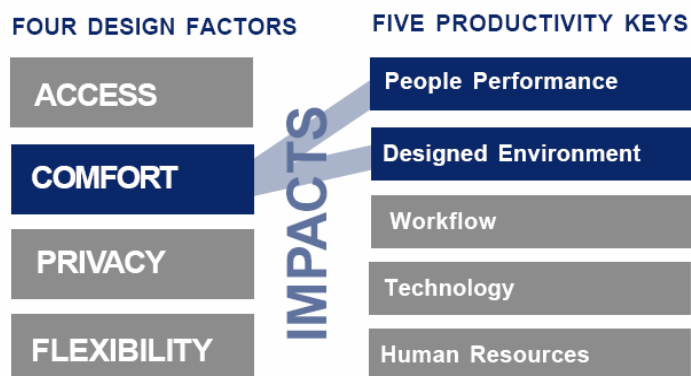 FOUR DESIGN FACTORS
ACCESS
COMFORT
PRIVACY
FLEXIBILITY
IMPACTS
FIVE PRODUCTIVITY KEYS
People Performance
Designed Environment
Workflow
Technology
Human Resources